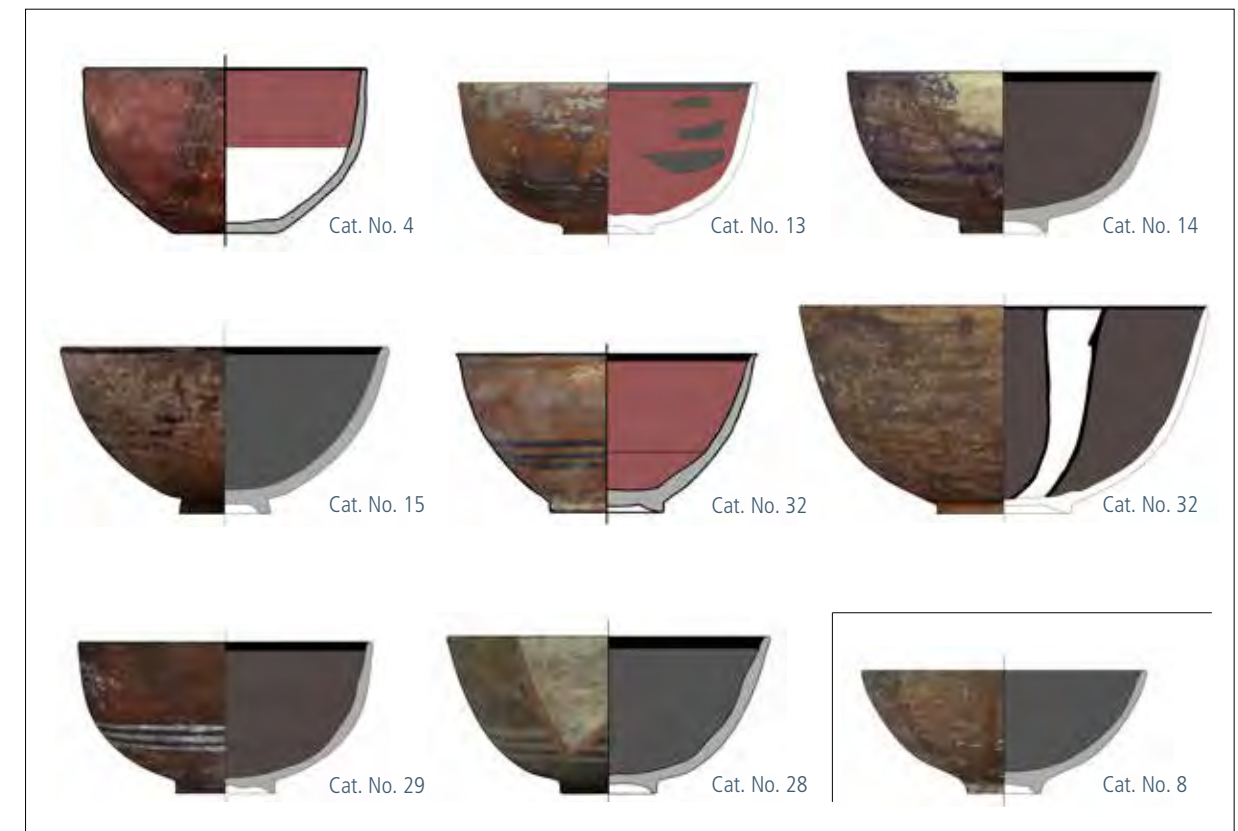 Cat. No. 4
Cat. No. 13
Cat. No. 14
Cat. No. 15
Cat. No. 32
Cat. No. 32
Cat. No. 29
Cat. No. 28
Cat. No. 8